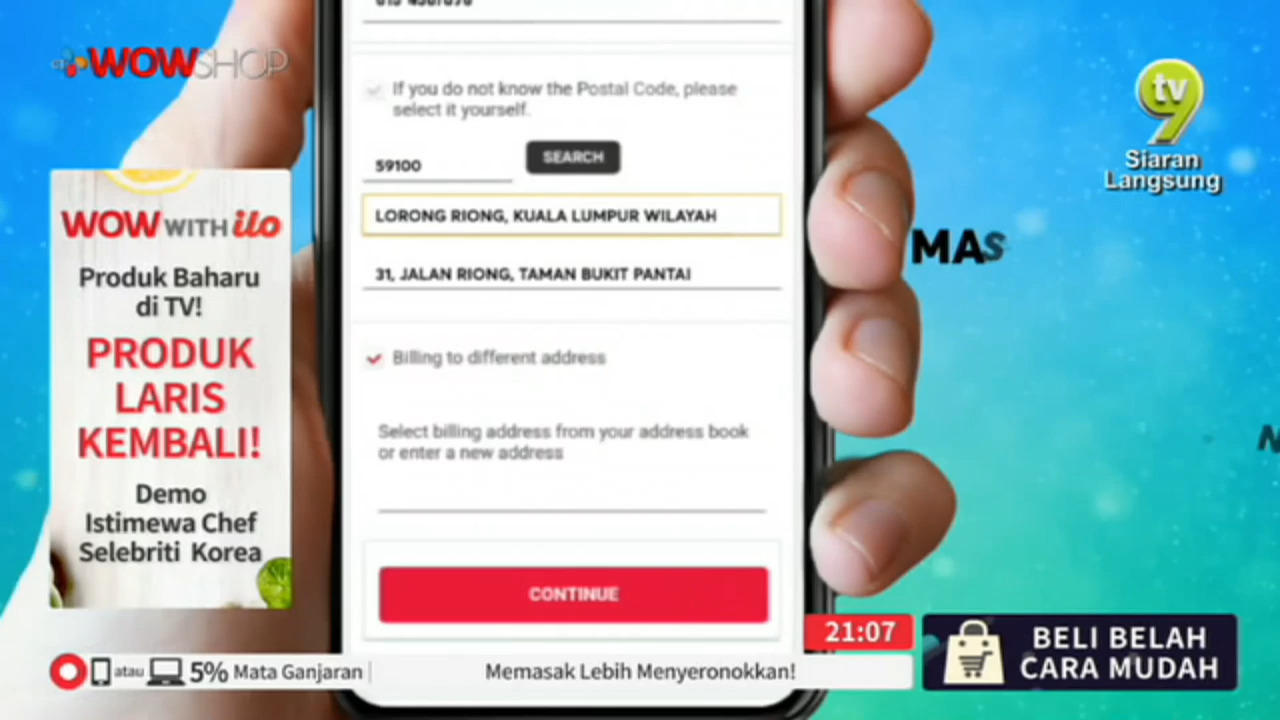 WOWSHOP
tv9
Siaran
Langsung
If you do not know the Postal Code, please
select it yourself.
59100
SEARCH
LORONG RIONG, KUALA LUMPUR WILAYAH
31, JALAN RIONG, TAMAN BUKIT PANTAI
Billing to different address
Select billing address from your address book
or enter a new address
CONTINUE
WOW WITH ilo
Produk Baharu
di TV!
PRODUK
LARIS
KEMBALI!
Demo
Istimewa Chef
Selebriti Korea
MAS
21:07
BELI BELAH
CARA MUDAH
atau 5% Mata Ganjaran
Memasak Lebih Menyeronokkan!